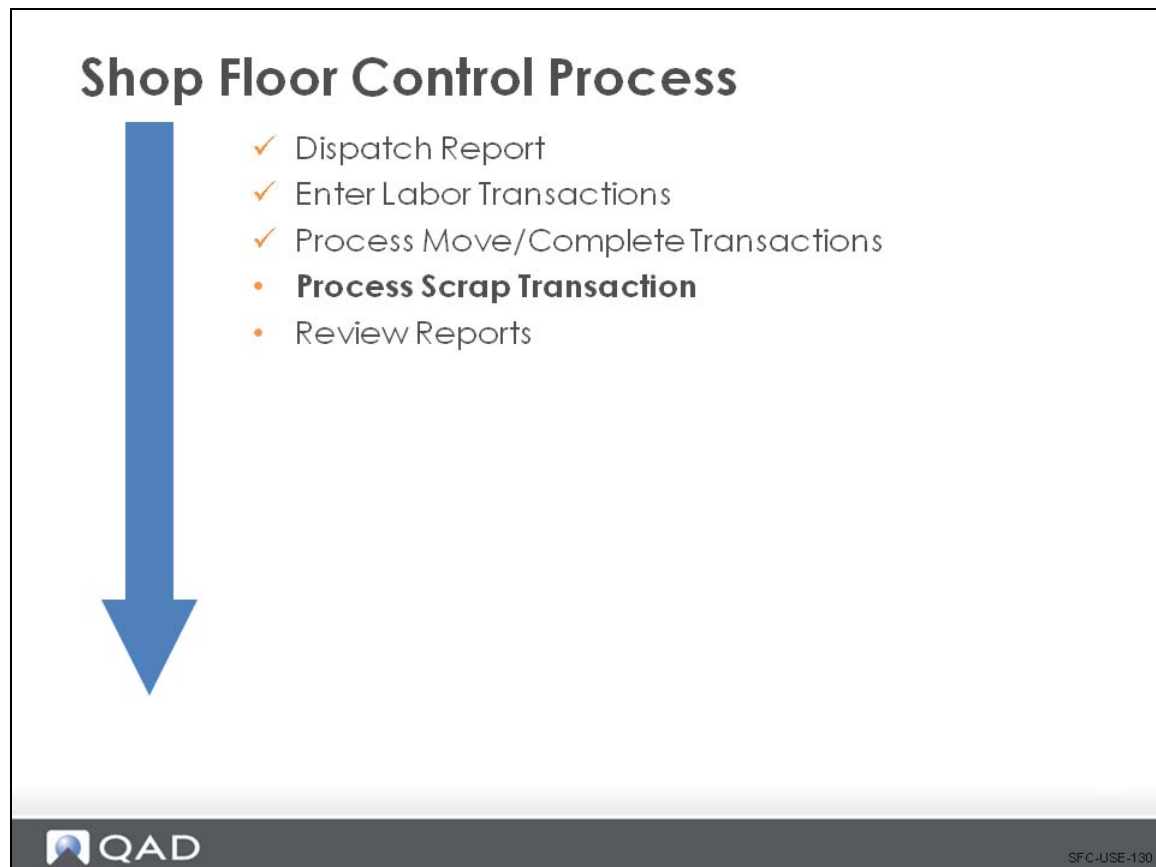 Shop Floor Control Process
✓ Dispatch Report
✓ Enter Labor Transactions
✓ Process Move/Complete Transactions
• Process Scrap Transaction
• Review Reports
QAD
SFC-USE-130